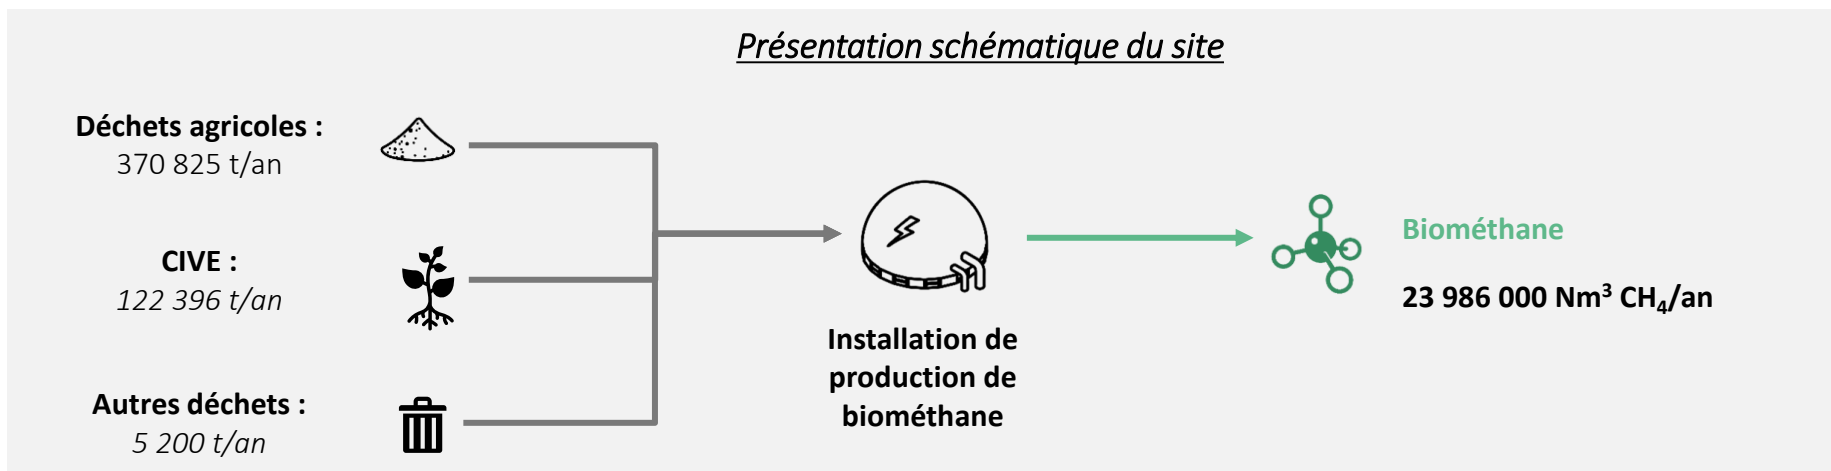 Présentation schématique du site
Déchets agricoles :
370 825 t/an
CIVE :
122 396 t/an
Autres déchets :
5 200 t/an
Installation de
production de
biométhane
Biométhane
23 986 000 Nm³ CH₄/an